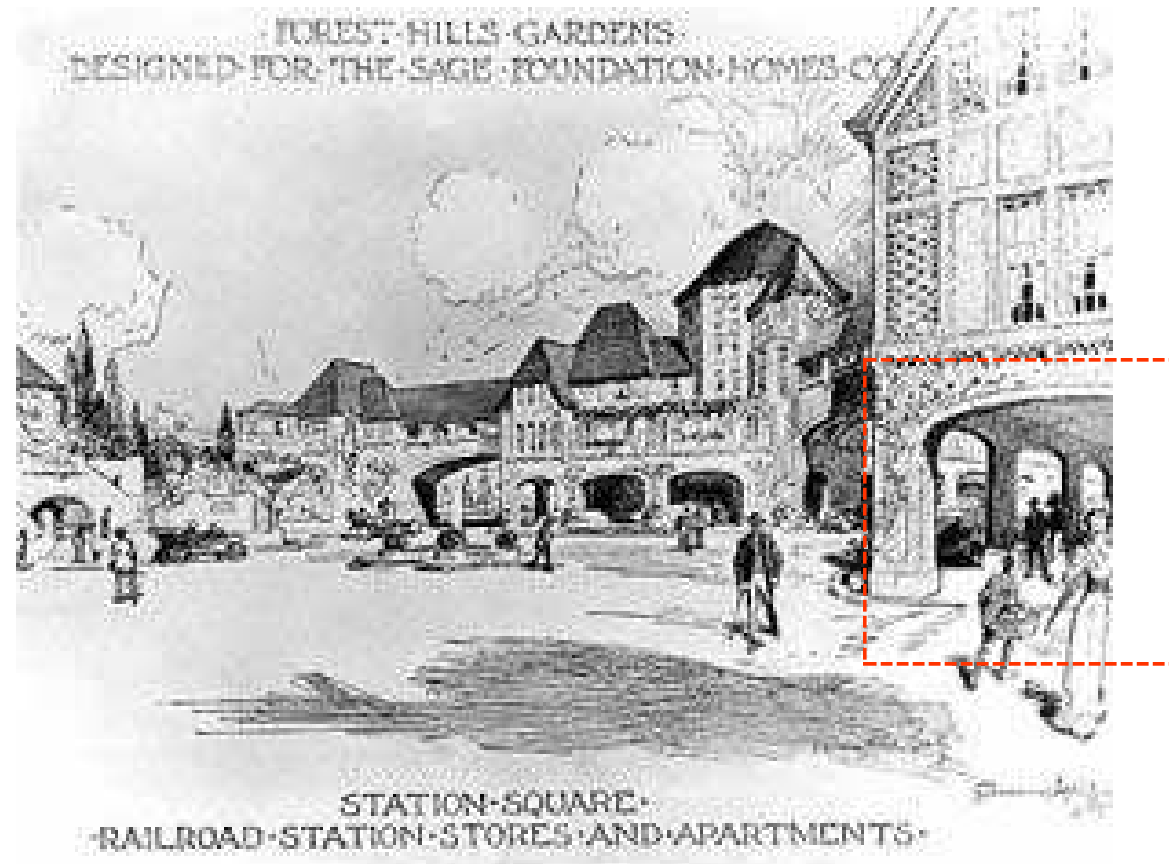 ·FOREST·HILLS·GARDENS·
·DESIGNED·FOR·THE·SAGE·FOUNDATION·HOMES·CO
STATION·SQUARE·
·RAILROAD·STATION·STORES·AND·APARTMENTS·